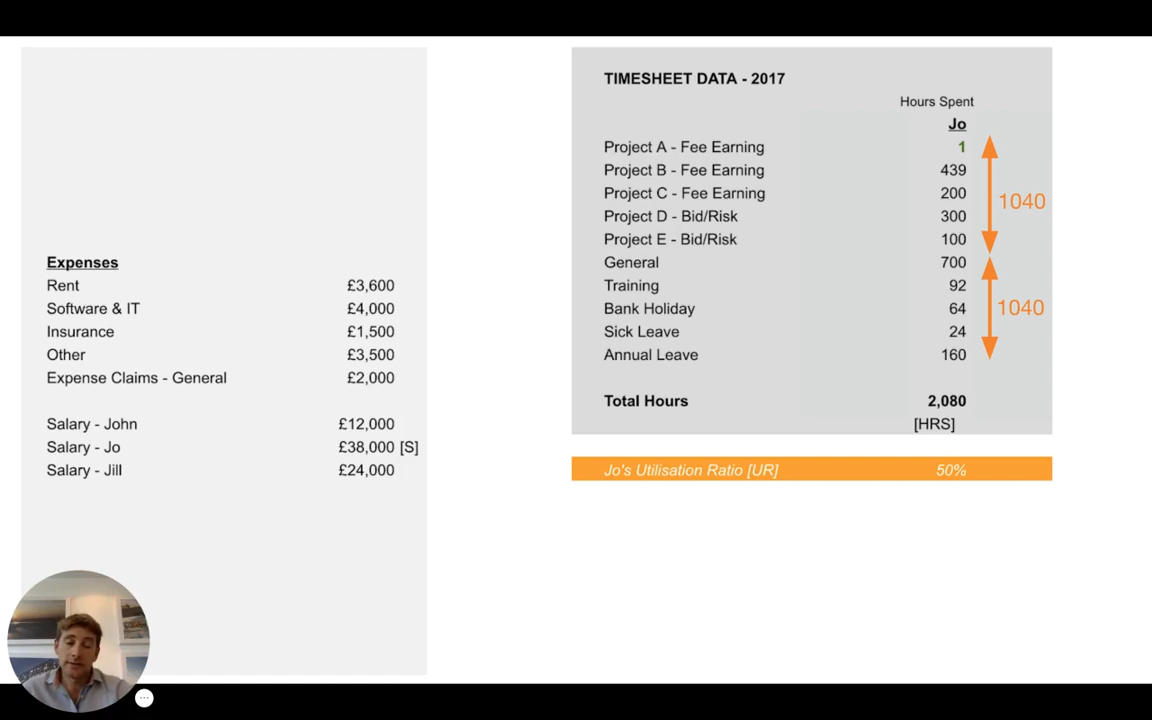 Expenses
Rent £3,600
Software & IT £4,000
Insurance £1,500
Other £3,500
Expense Claims - General £2,000
Salary - John £12,000
Salary - Jo £38,000 [S]
Salary - Jill £24,000
TIMESHEET DATA - 2017
Hours Spent
Jo
Project A - Fee Earning 1
Project B - Fee Earning 439
Project C - Fee Earning 200
1040
Project D - Bid/Risk 300
Project E - Bid/Risk 100
General 700
Training 92
Bank Holiday 64
1040
Sick Leave 24
Annual Leave 160
Total Hours 2,080
[HRS]
Jo's Utilisation Ratio [UR] 50%